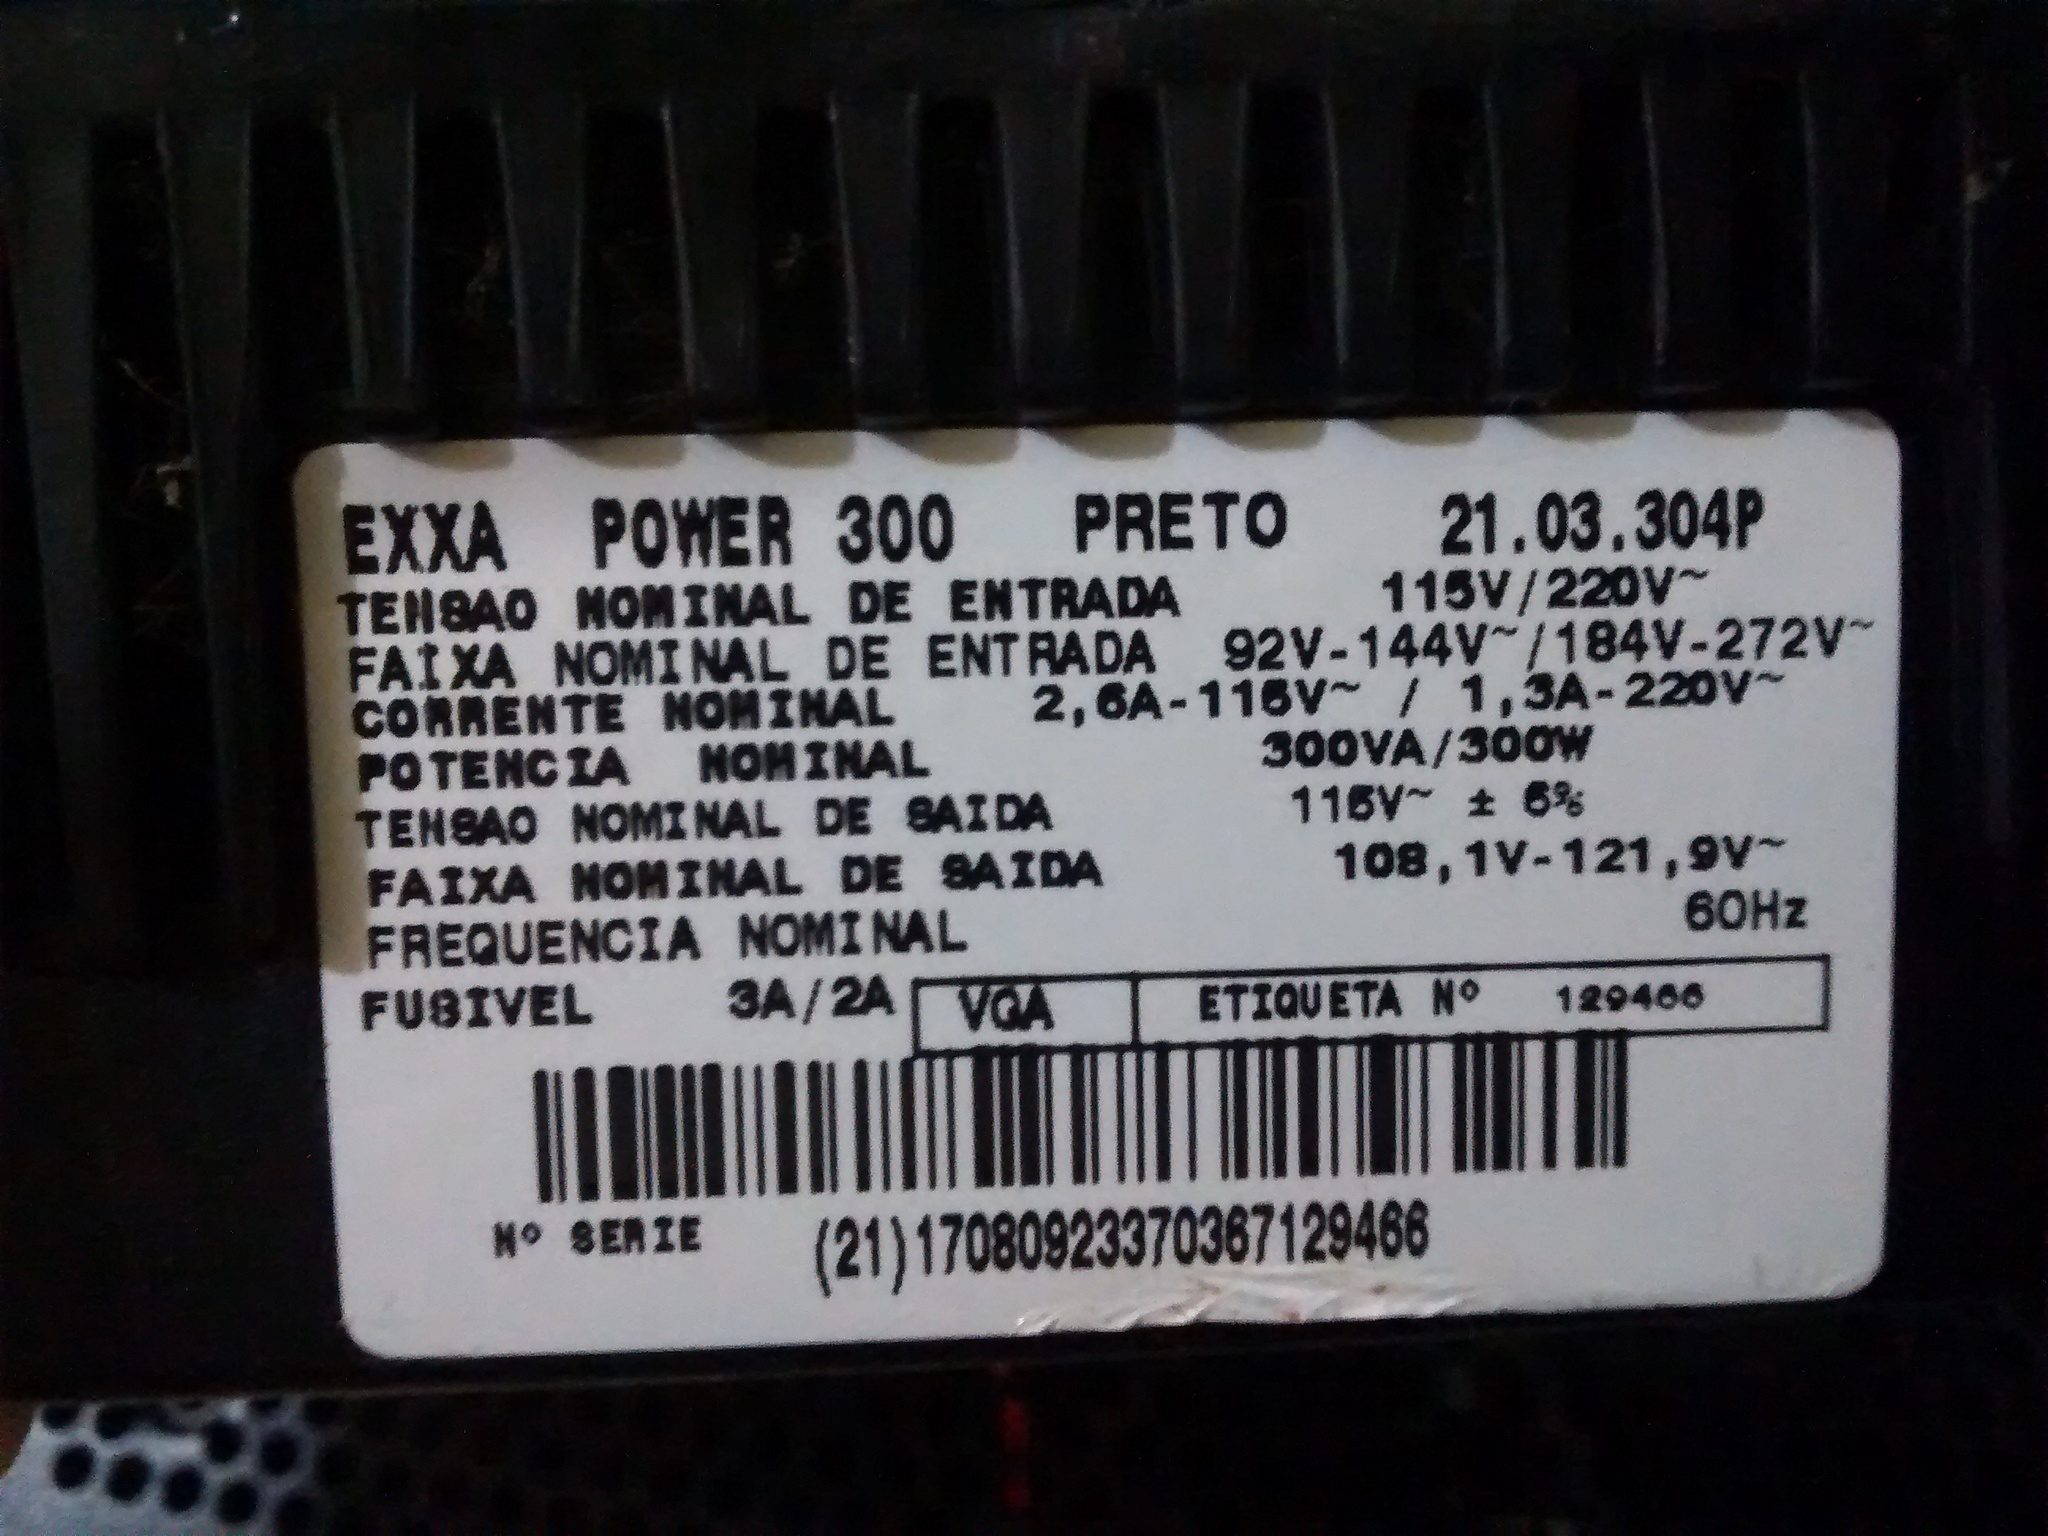 EXXA POWER 300 PRETO 21.03.304P
TENSAO NOMINAL DE ENTRADA 115V/220V~
FAIXA NOMINAL DE ENTRADA 92V-144V~/184V-272V~
CORRENTE NOMINAL 2,6A-115V~ / 1,3A-220V~
POTENCIA NOMINAL 300VA/300W
TENSAO NOMINAL DE SAIDA 115V~ ± 6%
FAIXA NOMINAL DE SAIDA 108,1V-121,9V~
FREQUENCIA NOMINAL 60Hz
FUSIVEL 3A/2A VQA ETIQUETA Nº 129466
Nº SERIE (21)17080923370367129466